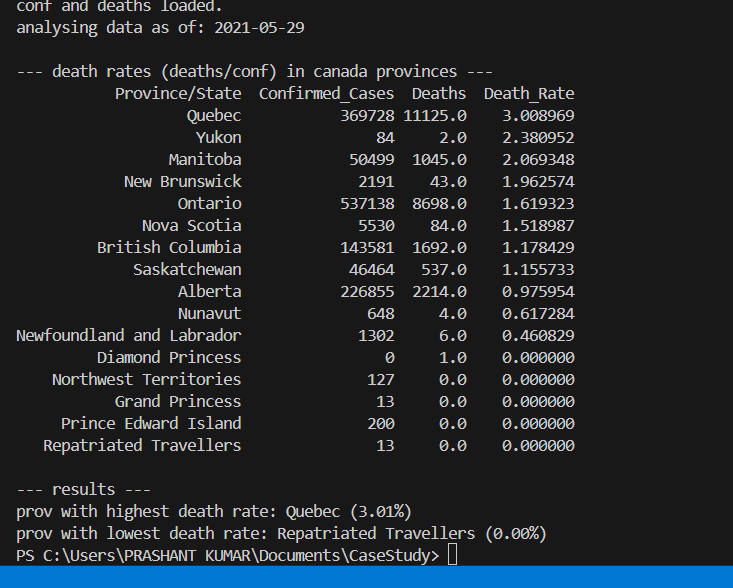 conf and deaths loaded.
analysing data as of: 2021-05-29
--- death rates (deaths/conf) in canada provinces ---
Province/State Confirmed_Cases Deaths Death_Rate
Quebec 369728 11125.0 3.008969
Yukon 84 2.0 2.380952
Manitoba 50499 1045.0 2.069348
New Brunswick 2191 43.0 1.962574
Ontario 537138 8698.0 1.619323
Nova Scotia 5530 84.0 1.518987
British Columbia 143581 1692.0 1.178429
Saskatchewan 46464 537.0 1.155733
Alberta 226855 2214.0 0.975954
Nunavut 648 4.0 0.617284
Newfoundland and Labrador 1302 6.0 0.460829
Diamond Princess 0 1.0 0.000000
Northwest Territories 127 0.0 0.000000
Grand Princess 13 0.0 0.000000
Prince Edward Island 200 0.0 0.000000
Repatriated Travellers 13 0.0 0.000000
--- results ---
prov with highest death rate: Quebec (3.01%)
prov with lowest death rate: Repatriated Travellers (0.00%)
PS C:\Users\PRASHANT KUMAR\Documents\CaseStudy>